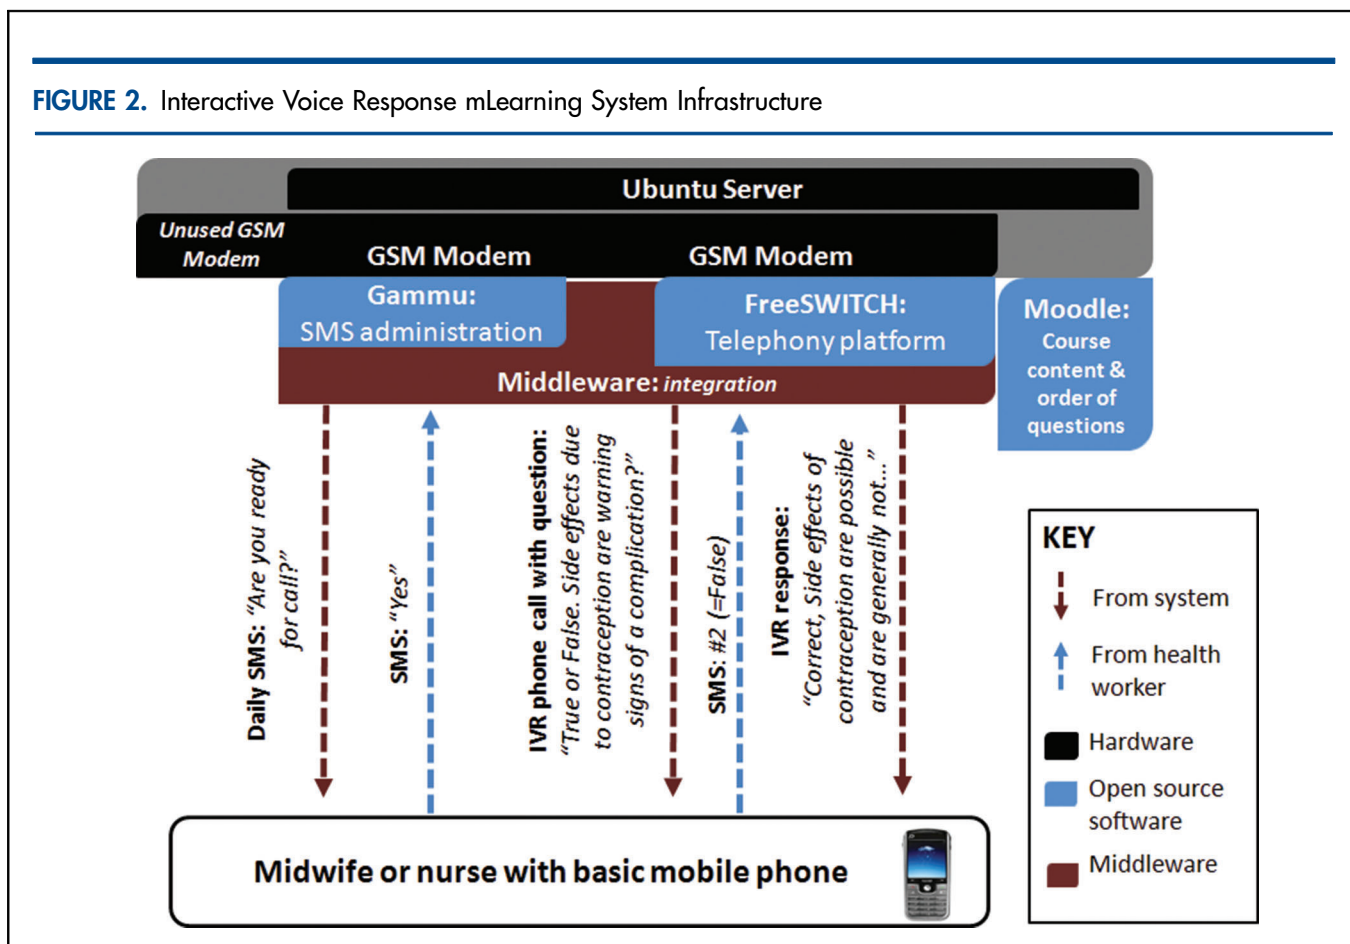 FIGURE 2. Interactive Voice Response mLearning System Infrastructure
Ubuntu Server
Unused GSM
Modem
GSM Modem
GSM Modem
Gammu:
SMS administration
FreeSWITCH:
Telephony platform
Moodle:
Course
content &
order of
questions
Middleware: integration
Daily SMS: “Are you ready
for call?”
SMS: “Yes”
IVR phone call with question:
“True or False. Side effects due
to contraception are warning
signs of a complication?”
SMS: #2 (=False)
IVR response:
“Correct, Side effects of
contraception are possible
and are generally not...”
KEY
From system
From health
worker
Hardware
Open source
software
Middleware
Midwife or nurse with basic mobile phone